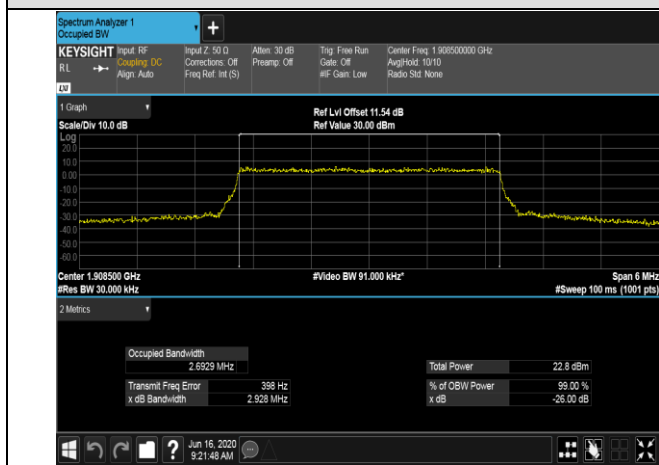 Spectrum Analyzer 1
Occupied BW
+
KEYSIGHT Input: RF Input Z: 50 Ω Atten: 30 dB Trig: Free Run Center Freq: 1.908500000 GHz
RL Coupling: DC Corrections: Off Preamp: Off Gate: Off Avg|Hold: 10/10
Align: Auto Freq Ref: Int (S) #IF Gain: Low Radio Std: None
LXI
1 Graph
Ref Lvl Offset 11.54 dB
Scale/Div 10.0 dB Ref Value 30.00 dBm
Log
20.0
10.0
0.00
-10.0
-20.0
-30.0
-40.0
-50.0
-60.0
Center 1.908500 GHz #Video BW 91.000 kHz* Span 6 MHz
#Res BW 30.000 kHz #Sweep 100 ms (1001 pts)
2 Metrics
Occupied Bandwidth
2.6929 MHz Total Power 22.8 dBm
Transmit Freq Error 398 Hz % of OBW Power 99.00 %
x dB Bandwidth 2.928 MHz x dB -26.00 dB
? Jun 16, 2020
9:21:48 AM